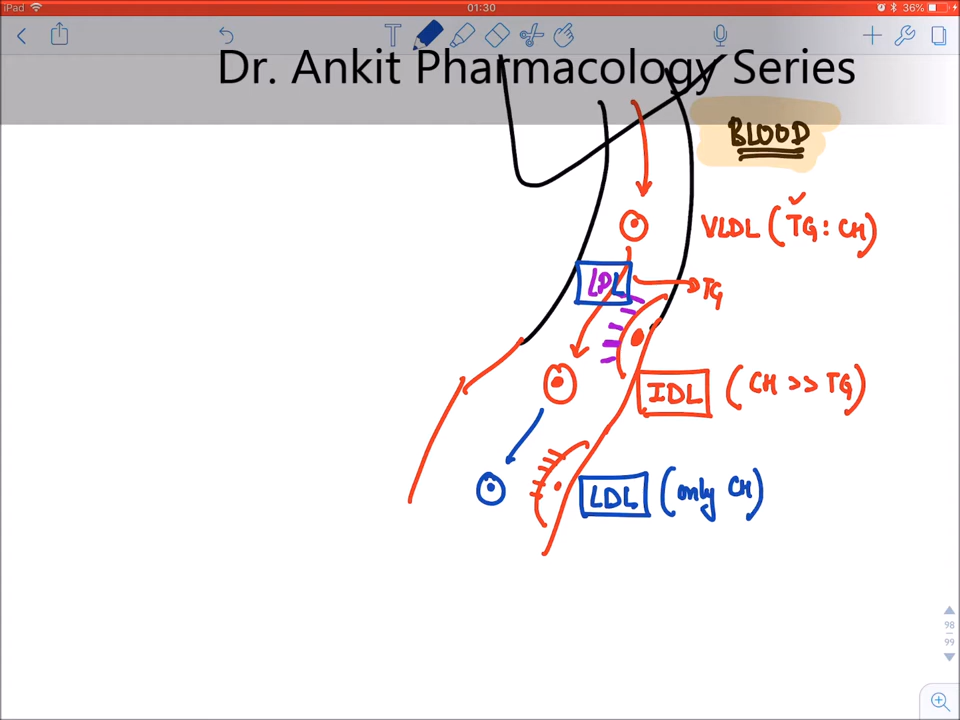 iPad 01:30 36%
T
Dr. Ankit Pharmacology Series
BLOOD
VLDL (TG : CH)
LPL TG
IDL (CH >> TG)
LDL (only CH)
98
99